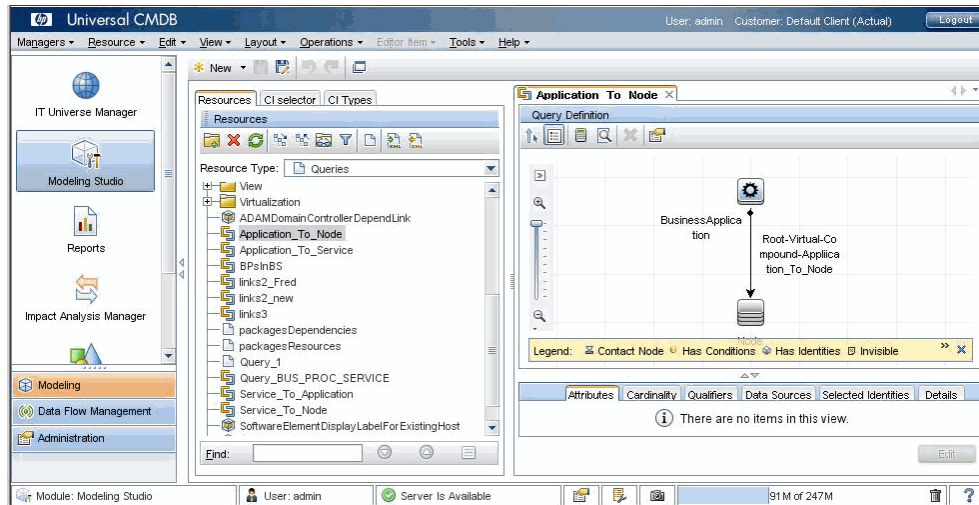 hp Universal CMDB
User: admin Customer: Default Client (Actual) Logout
Managers Resource Edit View Layout Operations Editor Item Tools Help
IT Universe Manager
Modeling Studio
Reports
Impact Analysis Manager
Modeling
Data Flow Management
Administration
New
Resources CI selector CI Types
Resources
Resource Type: Queries
View
Virtualization
ADAMDomainControllerDependLink
Application_To_Node
Application_To_Service
BPsInBS
links2_Fred
links2_new
links3
packagesDependencies
packagesResources
Query_1
Query_BUS_PROC_SERVICE
Service_To_Application
Service_To_Node
SoftwareElementDisplayLabelForExistingHost
Find:
Application_To_Node
Query Definition
BusinessApplica
tion
Root-Virtual-Co
mpound-Applica
tion_To_Node
Node
Legend: Contact Node Has Conditions Has Identities Invisible
Attributes Cardinality Qualifiers Data Sources Selected Identities Details
There are no items in this view.
Edit
Module: Modeling Studio User: admin Server Is Available 91M of 247M